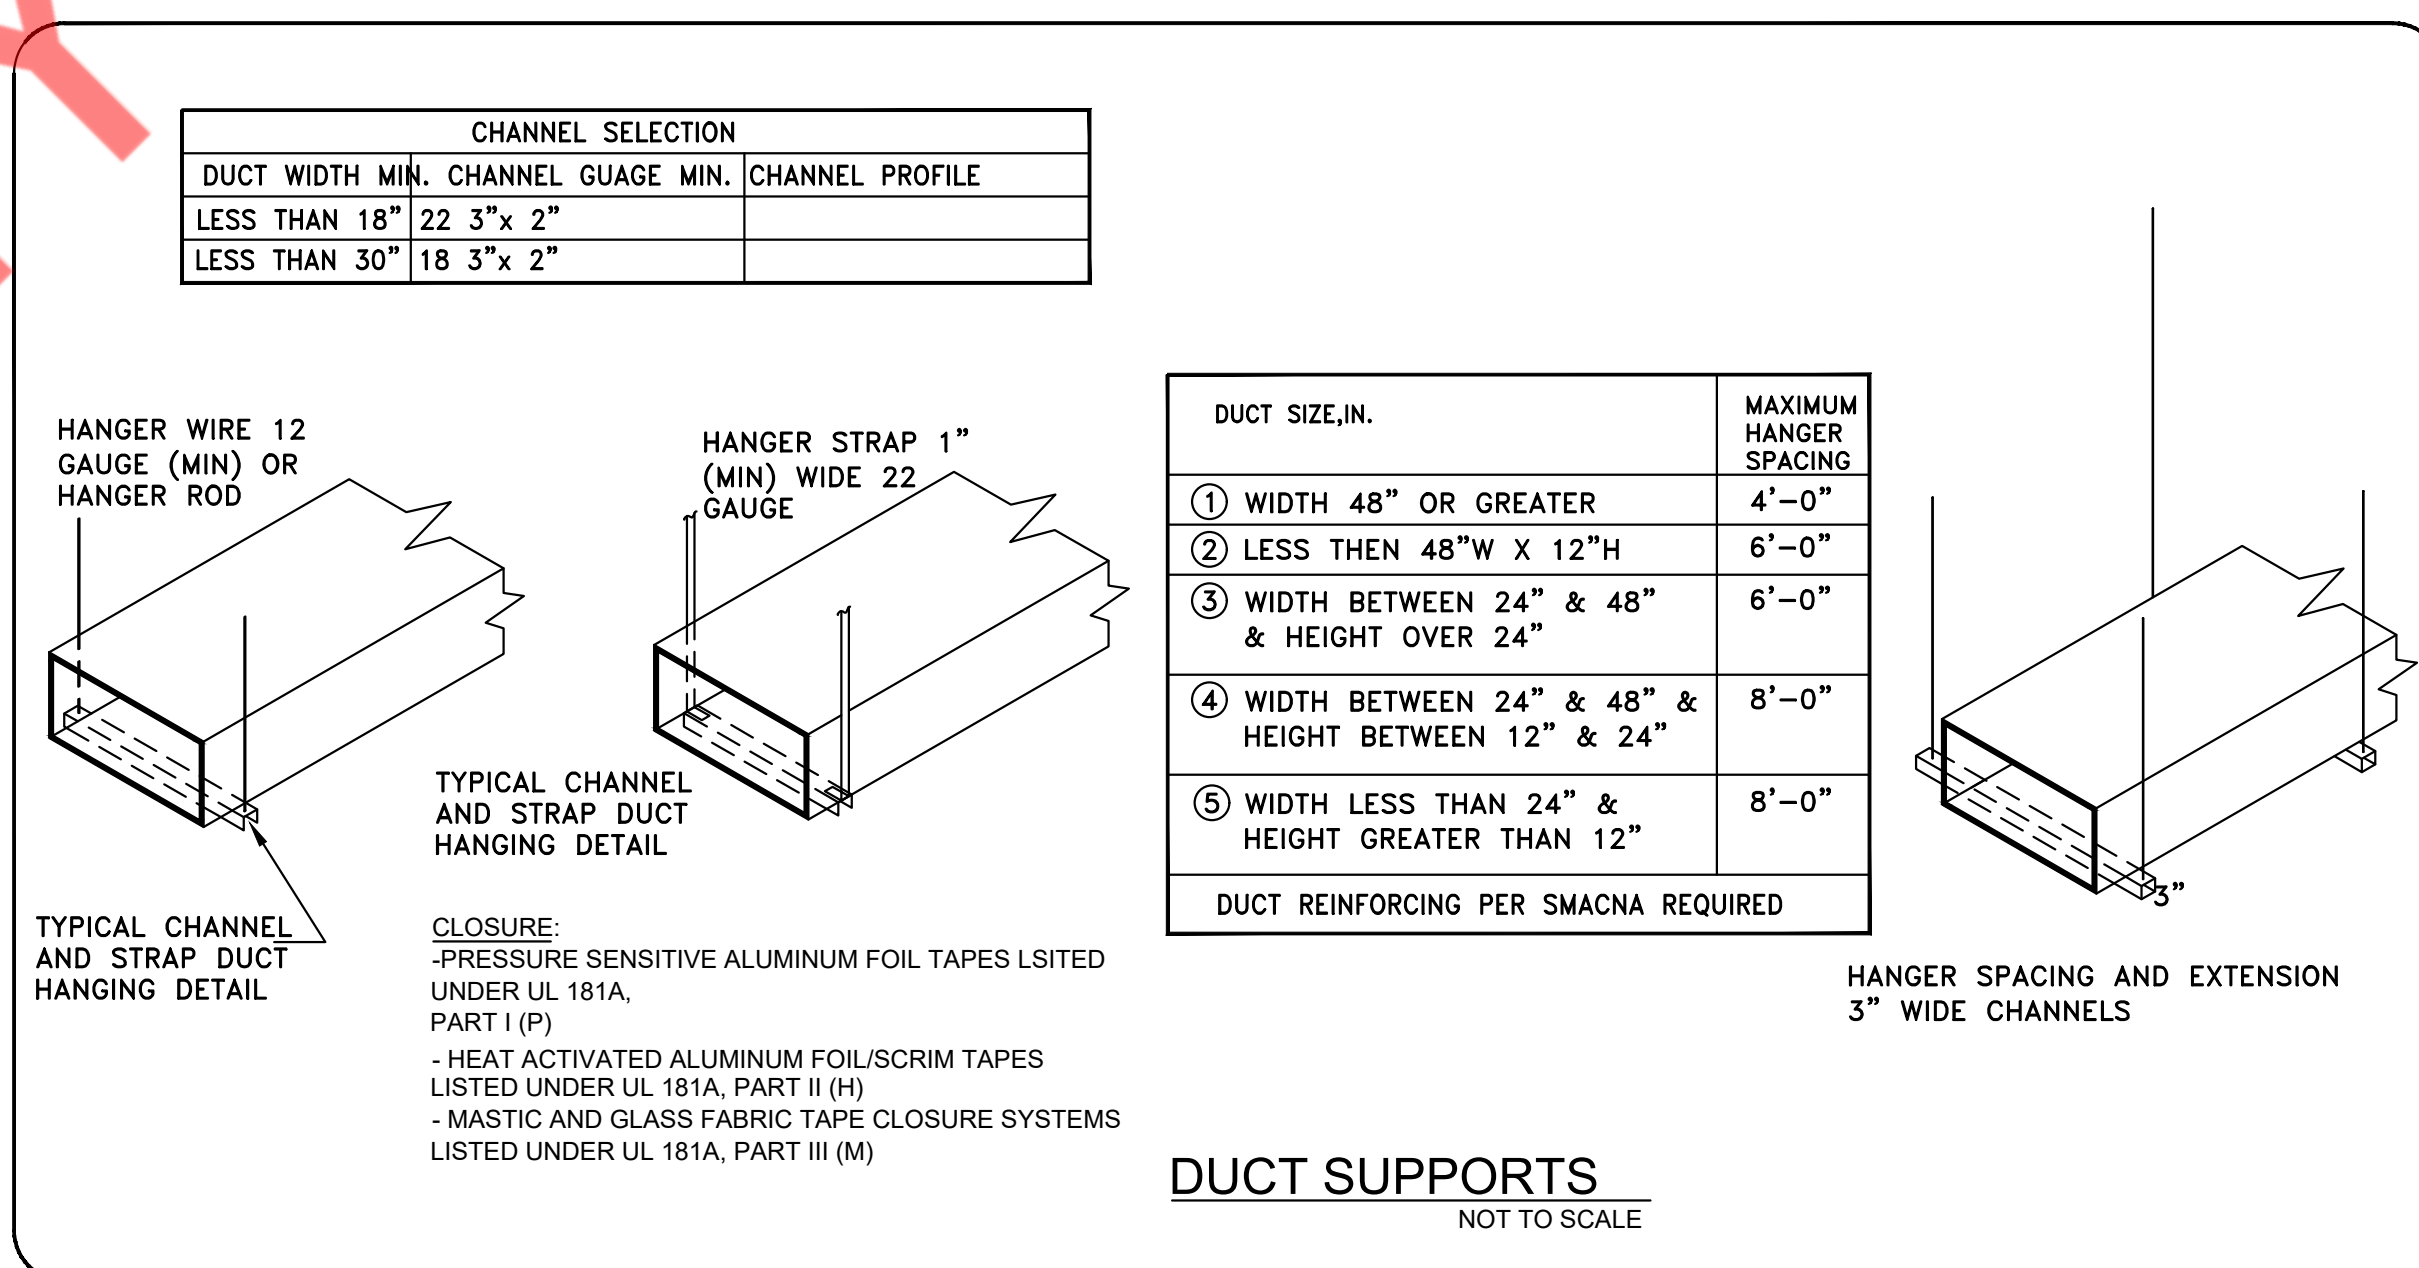 CHANNEL SELECTION
DUCT WIDTH MIN. CHANNEL GUAGE MIN. CHANNEL PROFILE
LESS THAN 18” 22 3”x 2”
LESS THAN 30” 18 3”x 2”
HANGER WIRE 12
GAUGE (MIN) OR
HANGER ROD
HANGER STRAP 1”
(MIN) WIDE 22
GAUGE
TYPICAL CHANNEL
AND STRAP DUCT
HANGING DETAIL
TYPICAL CHANNEL
AND STRAP DUCT
HANGING DETAIL
CLOSURE:
-PRESSURE SENSITIVE ALUMINUM FOIL TAPES LSITED
UNDER UL 181A,
PART I (P)
- HEAT ACTIVATED ALUMINUM FOIL/SCRIM TAPES
LISTED UNDER UL 181A, PART II (H)
- MASTIC AND GLASS FABRIC TAPE CLOSURE SYSTEMS
LISTED UNDER UL 181A, PART III (M)
DUCT SIZE,IN.
MAXIMUM
HANGER
SPACING
1 WIDTH 48” OR GREATER 4’-0”
2 LESS THEN 48”W X 12”H 6’-0”
3 WIDTH BETWEEN 24” & 48” 6’-0”
& HEIGHT OVER 24”
4 WIDTH BETWEEN 24” & 48” & 8’-0”
HEIGHT BETWEEN 12” & 24”
5 WIDTH LESS THAN 24” & 8’-0”
HEIGHT GREATER THAN 12”
DUCT REINFORCING PER SMACNA REQUIRED
3”
HANGER SPACING AND EXTENSION
3” WIDE CHANNELS
DUCT SUPPORTS
NOT TO SCALE